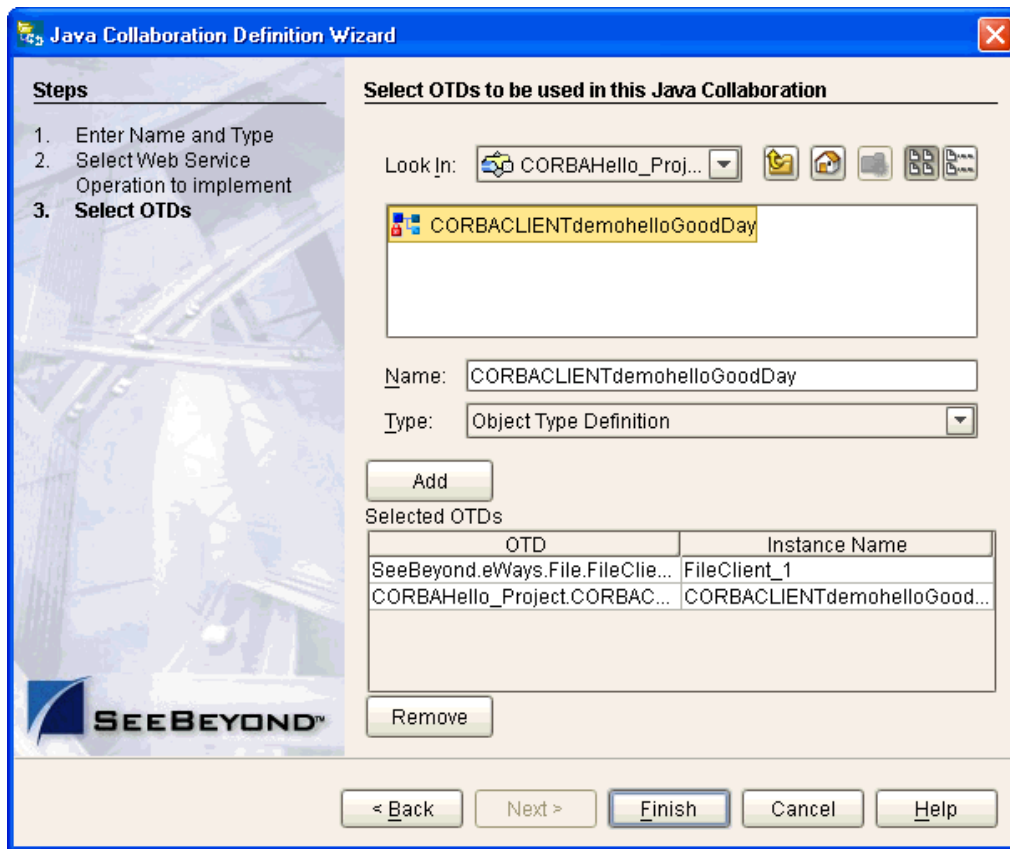 Java Collaboration Definition Wizard
Steps
1. Enter Name and Type
2. Select Web Service
Operation to implement
3. Select OTDs
Select OTDs to be used in this Java Collaboration
Look In: CORBAHello_Proj...
CORBACLIENTdemohelloGoodDay
Name: CORBACLIENTdemohelloGoodDay
Type: Object Type Definition
Add
Selected OTDs
OTD Instance Name
SeeBeyond.eWays.File.FileClie... FileClient_1
CORBAHello_Project.CORBAC... CORBACLIENTdemohelloGood...
Remove
SEEBEYOND™
< Back Next > Finish Cancel Help